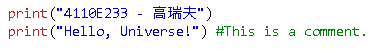 print("4110E233 - 高瑞夫")
print("Hello, Universe!") #This is a comment.